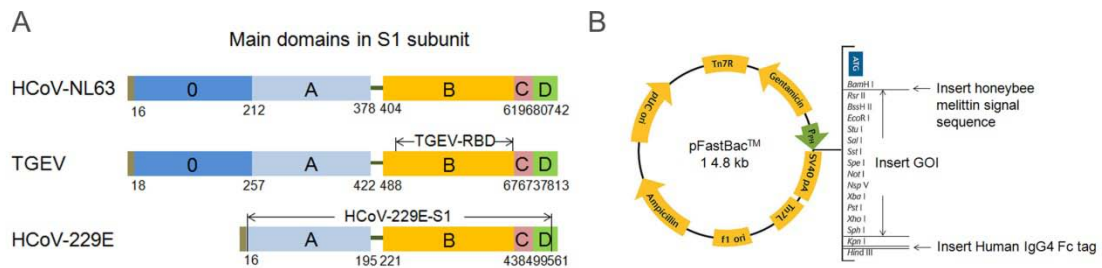 A
Main domains in S1 subunit
HCoV-NL63
0 A B C D
16 212 378 404 619680742
TGEV
TGEV-RBD
0 A B C D
18 257 422 488 676737813
HCoV-229E
HCoV-229E-S1
A B C D
16 195 221 438499561
B
Tn7R
Gentamicin
PPH
SV40 pA
Tn7L
f1 ori
Ampicillin
pUC ori
pFastBac™
1 4.8 kb
ATG
BamH I
Rsr II
BssH II
EcoR I
Stu I
Sal I
Sst I
Spe I
Not I
Nsp V
Xba I
Pst I
Xho I
Sph I
Kpn I
Hind III
Insert honeybee
melittin signal
sequence
Insert GOI
Insert Human IgG4 Fc tag